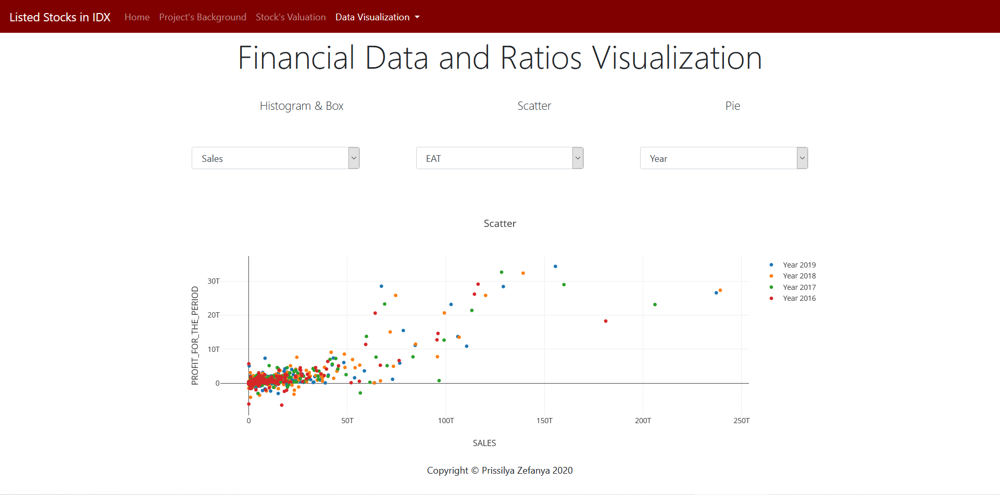 Listed Stocks in IDX Home Project's Background Stock's Valuation Data Visualization
Financial Data and Ratios Visualization
Histogram & Box Scatter Pie
Sales EAT Year
Scatter
PROFIT_FOR_THE_PERIOD
30T
20T
10T
0
0 50T 100T 150T 200T 250T
SALES
Year 2019
Year 2018
Year 2017
Year 2016
Copyright © Prissilya Zefanya 2020